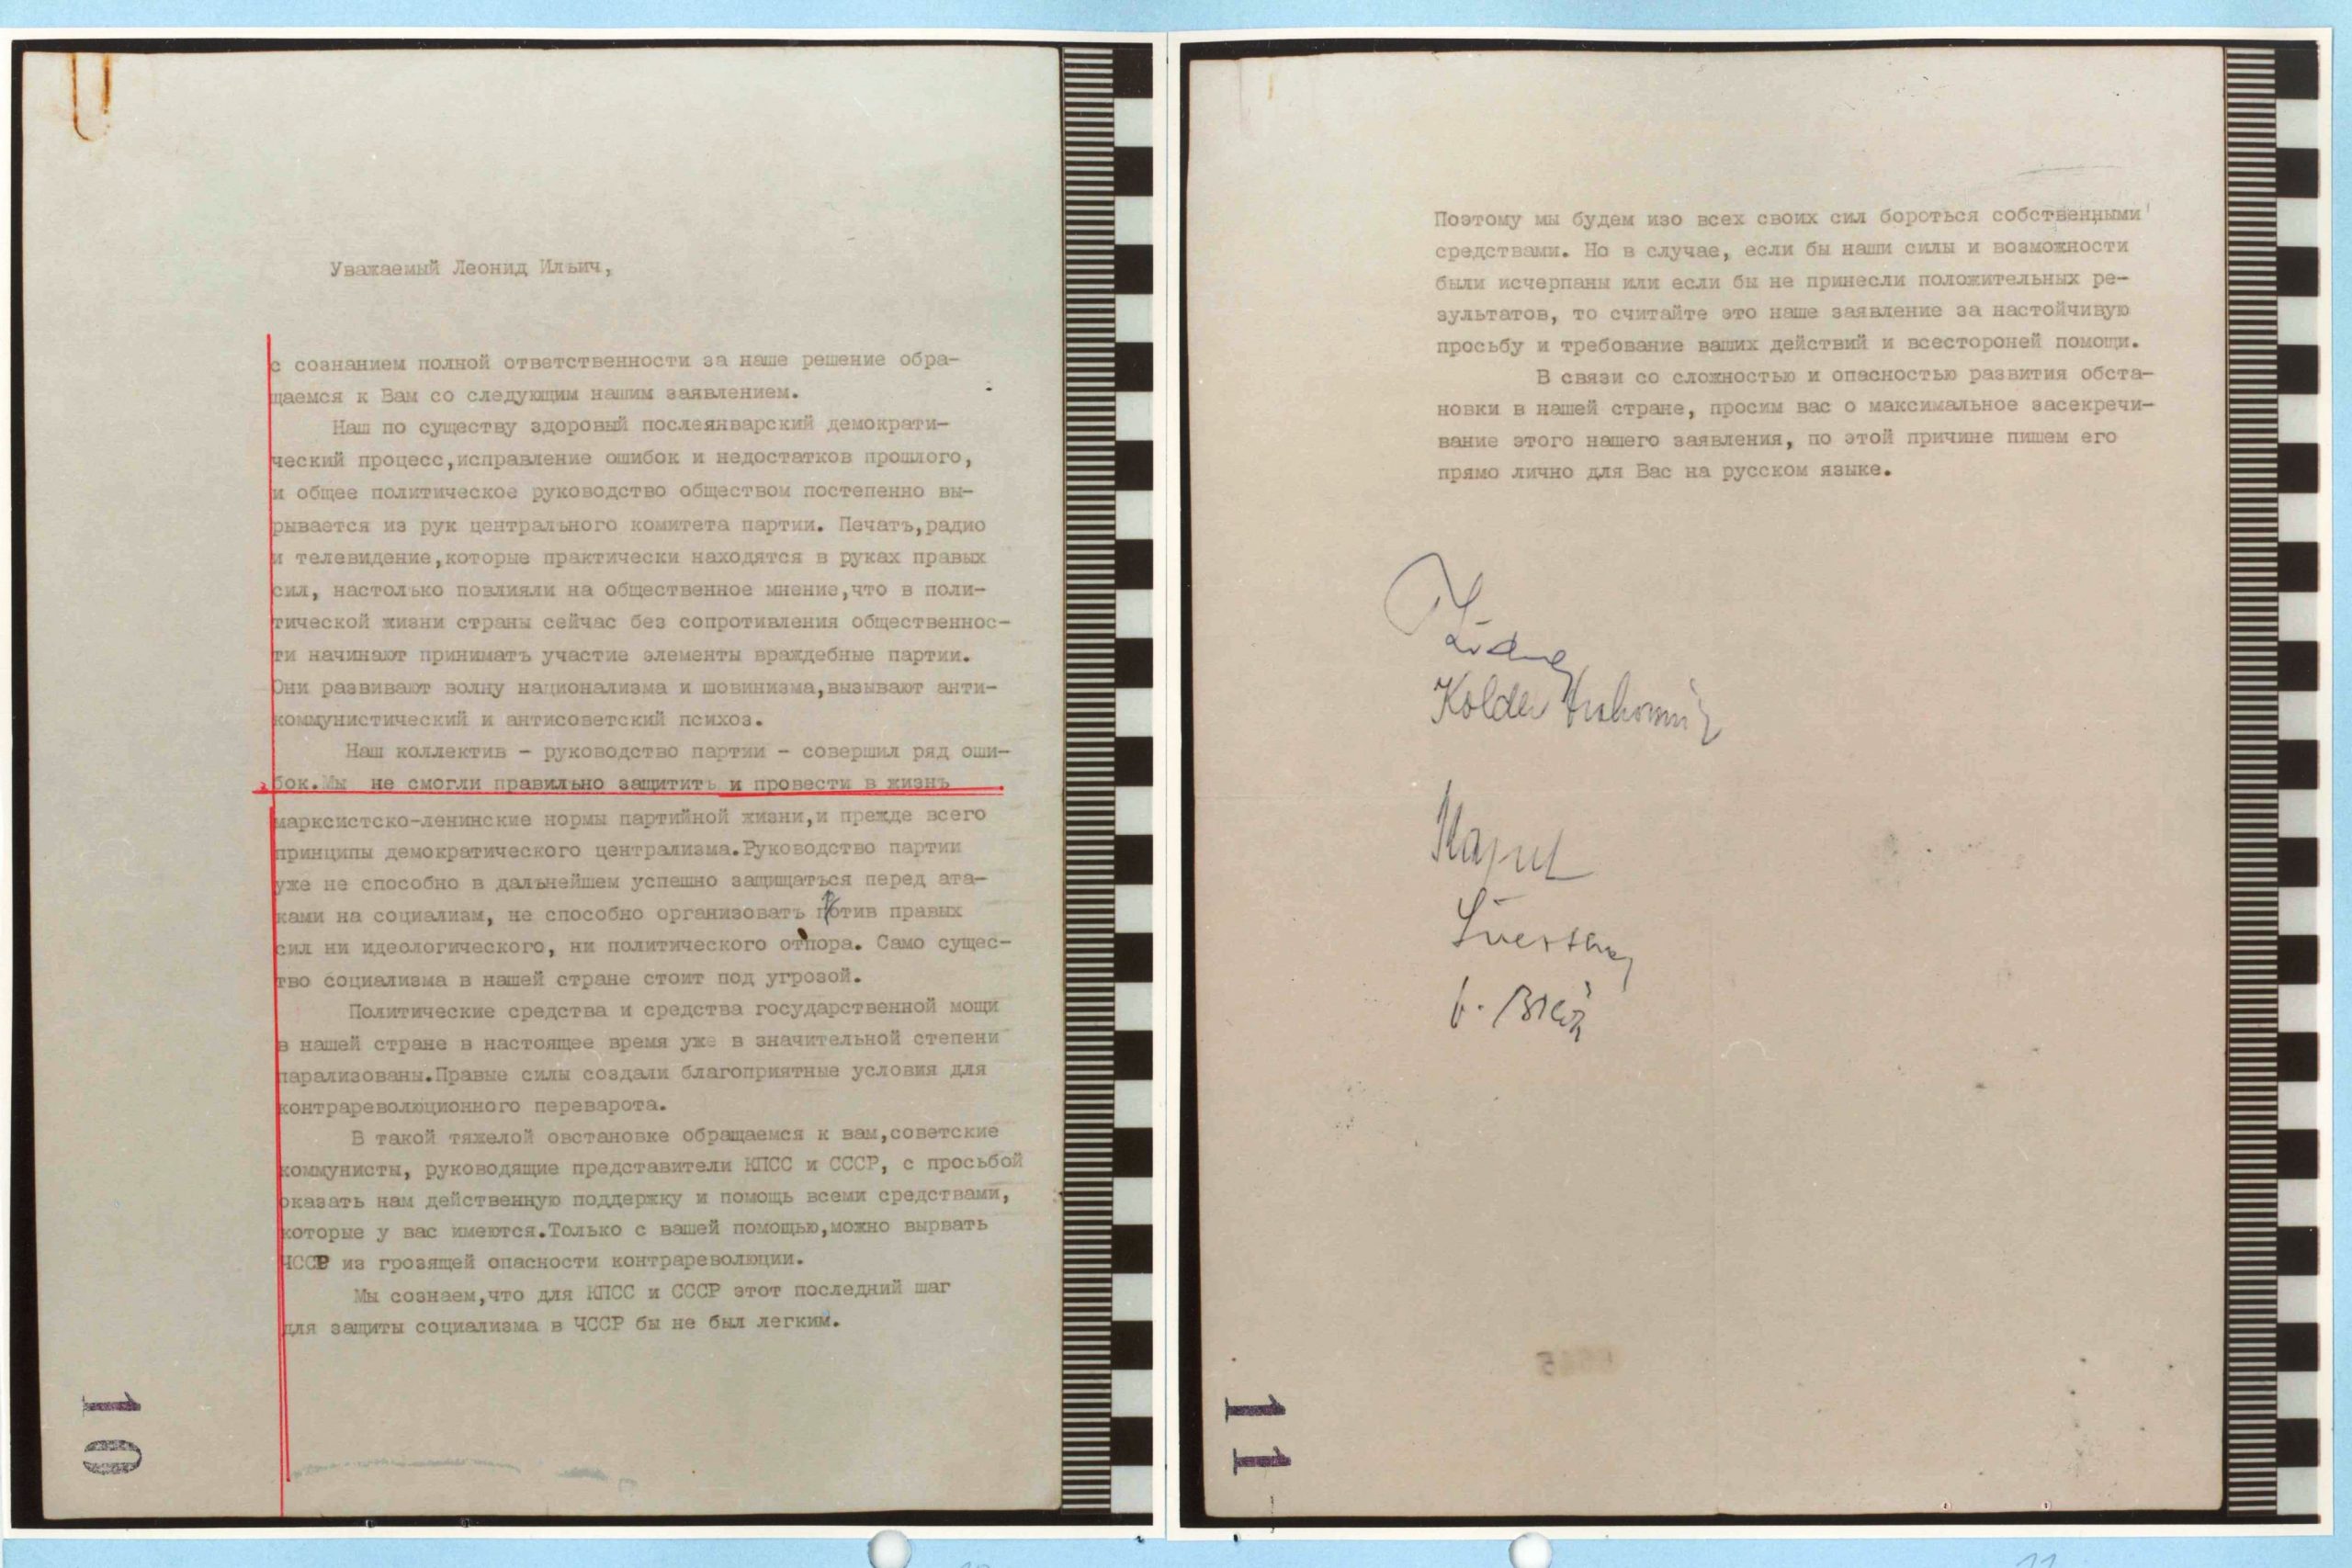 Уважаемый Леонид Ильич,
с сознанием полной ответственности за наше решение обра-
щаемся к Вам со следующим нашим заявлением.
Наш по существу здоровый послеянварский демократи-
ческий процесс,исправление ошибок и недостатков прошлого,
и общее политическое руководство обществом постепенно вы-
рывается из рук центрального комитета партии. Печать,радио
и телевидение,которые практически находятся в руках правых
сил, настолько повлияли на общественное мнение,что в поли-
тической жизни страны сейчас без сопротивления общественнос-
ти начинают принимать участие элементы враждебные партии.
Они развивают волну национализма и шовинизма,вызывают анти-
коммунистический и антисоветский психоз.
Наш коллектив - руководство партии - совершил ряд оши-
бок.Мы не смогли правильно защитить и провести в жизнь
марксистско-ленинские нормы партийной жизни,и прежде всего
принципы демократического централизма.Руководство партии
уже не способно в дальнейшем успешно защищаться перед ата-
ками на социализм, не способно организовать против правых
сил ни идеологического, ни политического отпора. Само сущес-
тво социализма в нашей стране стоит под угрозой.
Политические средства и средства государственной мощи
в нашей стране в настоящее время уже в значительной степени
парализованы.Правые силы создали благоприятные условия для
контрареволюционного переварота.
В такой тяжелой овстановке обращаемся к вам,советские
коммунисты, руководящие представители КПСС и СССР, с просьбой
оказать нам действенную поддержку и помощь всеми средствами,
которые у вас имеются.Только с вашей помощью,можно вырвать
ЧССР из грозящей опасности контрареволюции.
Мы сознаем,что для КПСС и СССР этот последний шаг
для защиты социализма в ЧССР бы не был легким.
10
Поэтому мы будем изо всех своих сил бороться собственными
средствами. Но в случае, если бы наши силы и возможности
были исчерпаны или если бы не принесли положительных ре-
зультатов, то считайте это наше заявление за настойчивую
просьбу и требование ваших действий и всестороней помощи.
В связи со сложностью и опасностью развития обста-
новки в нашей стране, просим вас о максимальное засекречи-
вание этого нашего заявления, по этой причине пишем его
прямо лично для Вас на русском языке.
Indra
Kolder Drahomír
Kapek
Švestka
V. Bilak
11
11